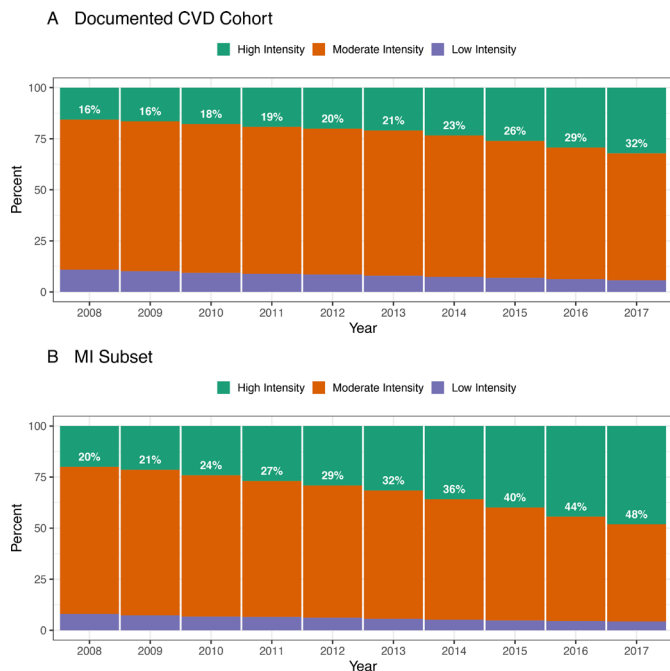 A Documented CVD Cohort
High Intensity Moderate Intensity Low Intensity
100
75
50
25
0
Percent
16% 16% 18% 19% 20% 21% 23% 26% 29% 32%
2008 2009 2010 2011 2012 2013 2014 2015 2016 2017
Year
B MI Subset
High Intensity Moderate Intensity Low Intensity
100
75
50
25
0
Percent
20% 21% 24% 27% 29% 32% 36% 40% 44% 48%
2008 2009 2010 2011 2012 2013 2014 2015 2016 2017
Year